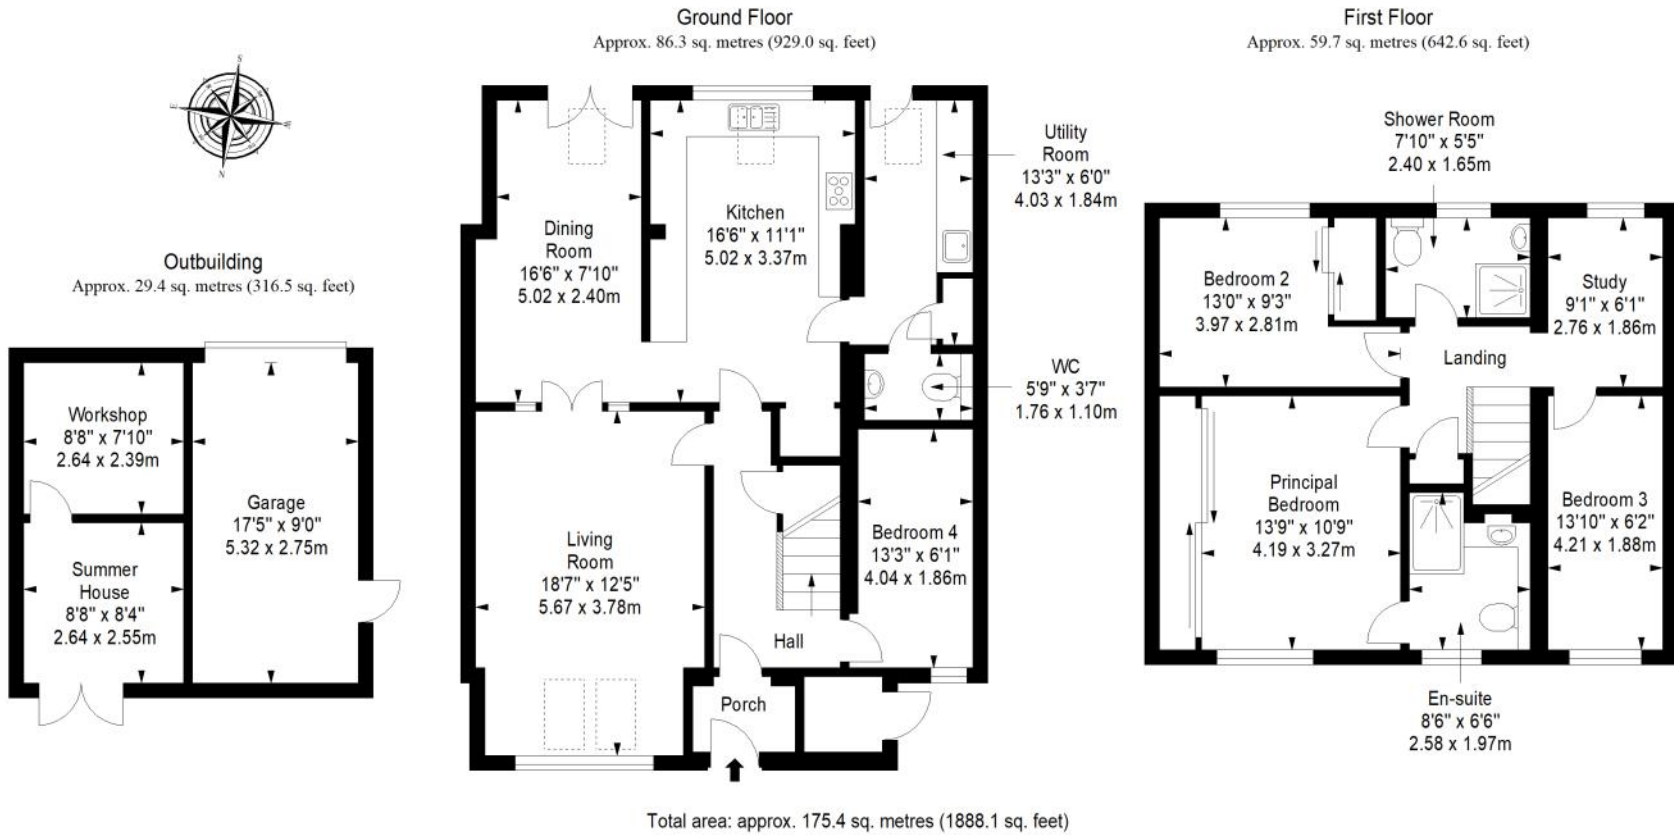 Ground Floor
Approx. 86.3 sq. metres (929.0 sq. feet)
First Floor
Approx. 59.7 sq. metres (642.6 sq. feet)
S
E
W
N
Outbuilding
Approx. 29.4 sq. metres (316.5 sq. feet)
Workshop
8'8" x 7'10"
2.64 x 2.39m
Garage
17'5" x 9'0"
5.32 x 2.75m
Summer
House
8'8" x 8'4"
2.64 x 2.55m
Dining
Room
16'6" x 7'10"
5.02 x 2.40m
Kitchen
16'6" x 11'1"
5.02 x 3.37m
Utility
Room
13'3" x 6'0"
4.03 x 1.84m
WC
5'9" x 3'7"
1.76 x 1.10m
Living
Room
18'7" x 12'5"
5.67 x 3.78m
Bedroom 4
13'3" x 6'1"
4.04 x 1.86m
Hall
Porch
Shower Room
7'10" x 5'5"
2.40 x 1.65m
Bedroom 2
13'0" x 9'3"
3.97 x 2.81m
Study
9'1" x 6'1"
2.76 x 1.86m
Landing
Principal
Bedroom
13'9" x 10'9"
4.19 x 3.27m
Bedroom 3
13'10" x 6'2"
4.21 x 1.88m
En-suite
8'6" x 6'6"
2.58 x 1.97m
Total area: approx. 175.4 sq. metres (1888.1 sq. feet)